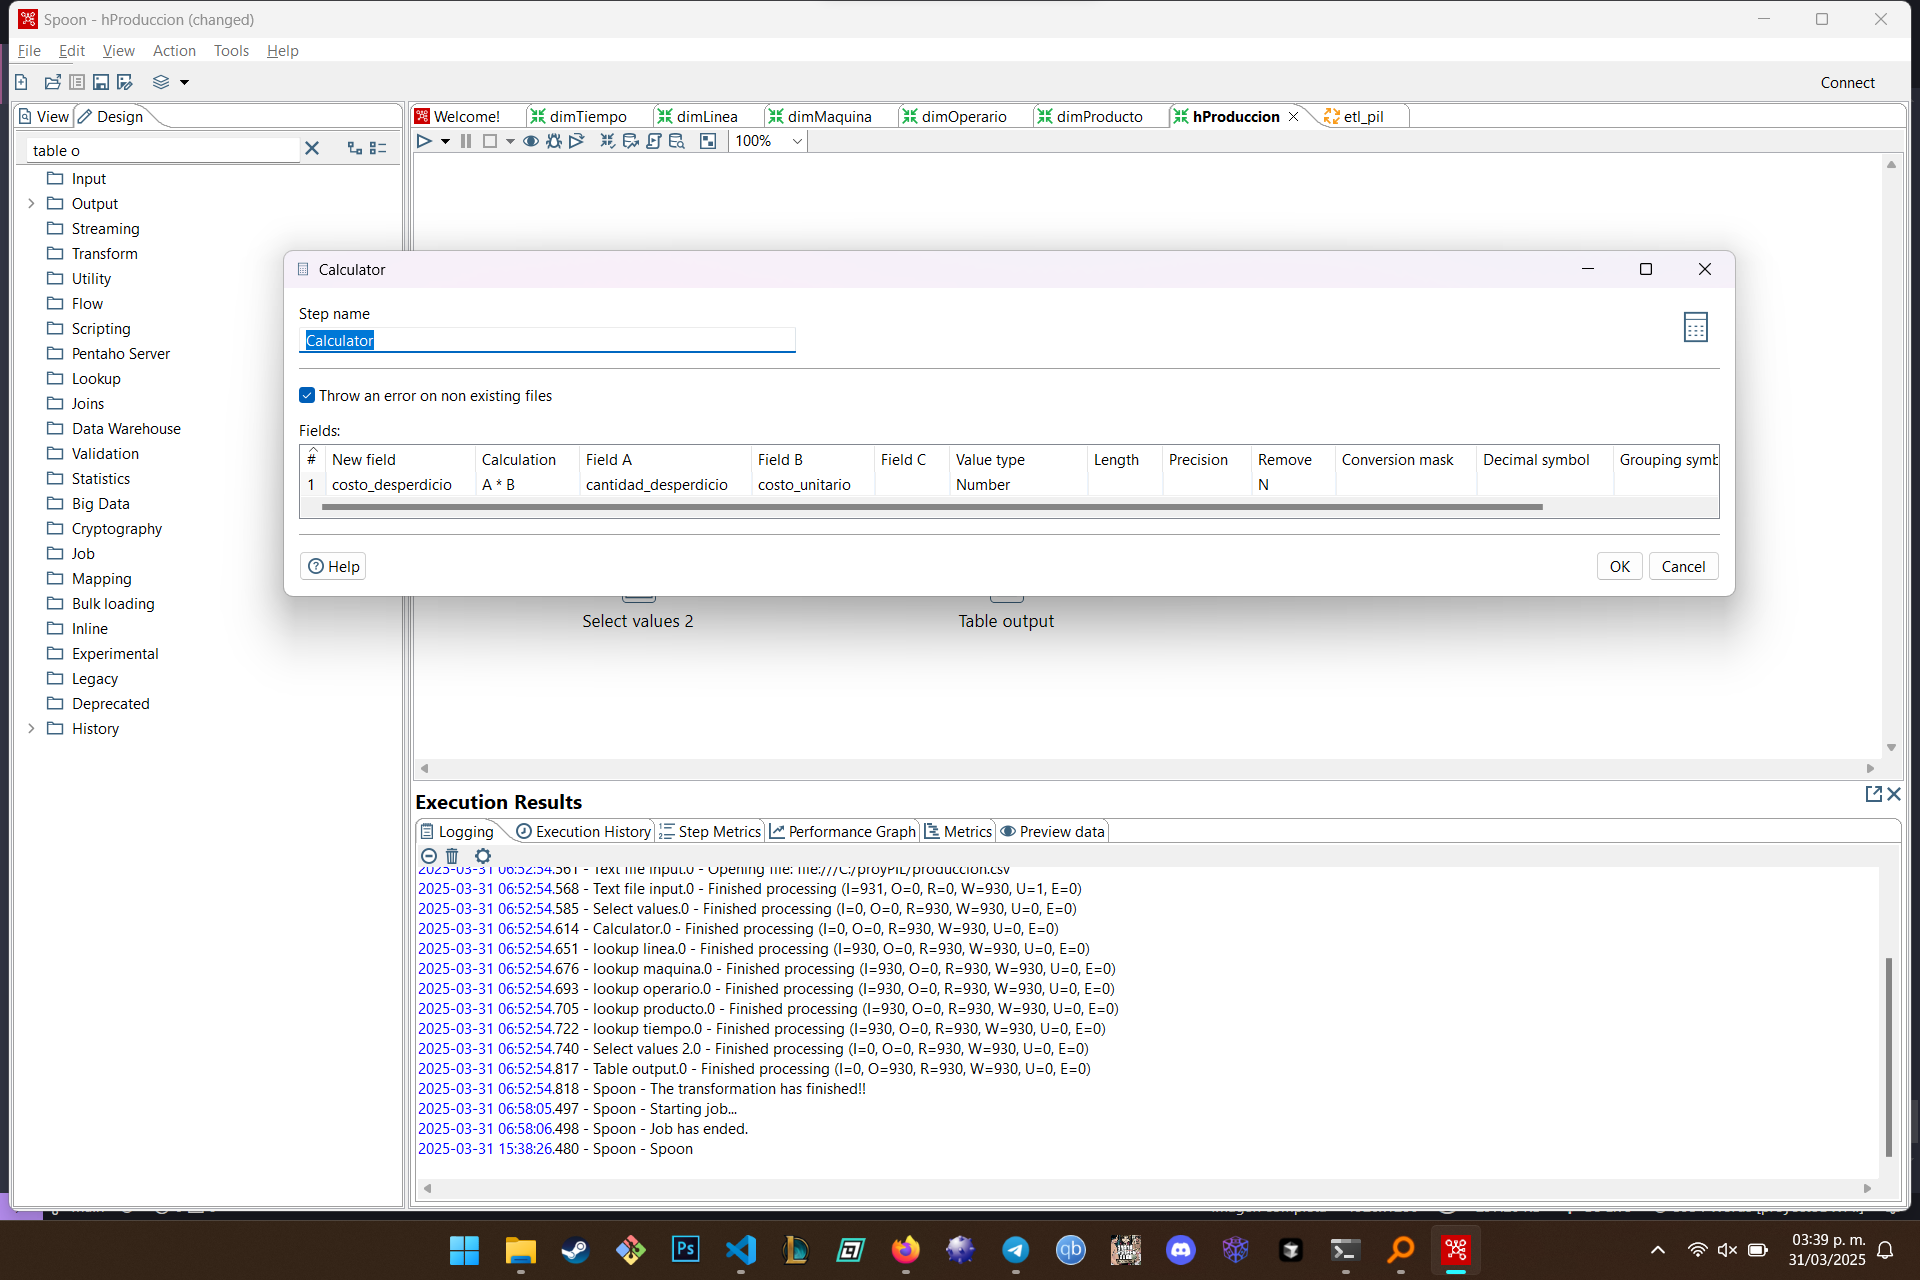 Spoon - hProduccion (changed)
File Edit View Action Tools Help
Connect
View Design
Welcome! dimTiempo dimLinea dimMaquina dimOperario dimProducto hProduccion etl_pil
table o
100%
Input
Output
Streaming
Transform
Utility
Flow
Scripting
Pentaho Server
Lookup
Joins
Data Warehouse
Validation
Statistics
Big Data
Cryptography
Job
Mapping
Bulk loading
Inline
Experimental
Legacy
Deprecated
History
Calculator
Step name
Calculator
Throw an error on non existing files
Fields:
# New field Calculation Field A Field B Field C Value type Length Precision Remove Conversion mask Decimal symbol Grouping symb
1 costo_desperdicio A * B cantidad_desperdicio costo_unitario Number N
Help OK Cancel
Select values 2 Table output
Execution Results
Logging Execution History Step Metrics Performance Graph Metrics Preview data
2025-03-31 06:52:54.561 - Text file input.0 - Opening file: file:///C:/proyPIL/produccion.csv
2025-03-31 06:52:54.568 - Text file input.0 - Finished processing (I=931, O=0, R=0, W=930, U=1, E=0)
2025-03-31 06:52:54.585 - Select values.0 - Finished processing (I=0, O=0, R=930, W=930, U=0, E=0)
2025-03-31 06:52:54.614 - Calculator.0 - Finished processing (I=0, O=0, R=930, W=930, U=0, E=0)
2025-03-31 06:52:54.651 - lookup linea.0 - Finished processing (I=930, O=0, R=930, W=930, U=0, E=0)
2025-03-31 06:52:54.676 - lookup maquina.0 - Finished processing (I=930, O=0, R=930, W=930, U=0, E=0)
2025-03-31 06:52:54.693 - lookup operario.0 - Finished processing (I=930, O=0, R=930, W=930, U=0, E=0)
2025-03-31 06:52:54.705 - lookup producto.0 - Finished processing (I=930, O=0, R=930, W=930, U=0, E=0)
2025-03-31 06:52:54.722 - lookup tiempo.0 - Finished processing (I=930, O=0, R=930, W=930, U=0, E=0)
2025-03-31 06:52:54.740 - Select values 2.0 - Finished processing (I=0, O=0, R=930, W=930, U=0, E=0)
2025-03-31 06:52:54.817 - Table output.0 - Finished processing (I=0, O=930, R=930, W=930, U=0, E=0)
2025-03-31 06:52:54.818 - Spoon - The transformation has finished!!
2025-03-31 06:58:05.497 - Spoon - Starting job...
2025-03-31 06:58:06.498 - Spoon - Job has ended.
2025-03-31 15:38:26.480 - Spoon - Spoon
Ps
qb
03:39 p. m.
31/03/2025